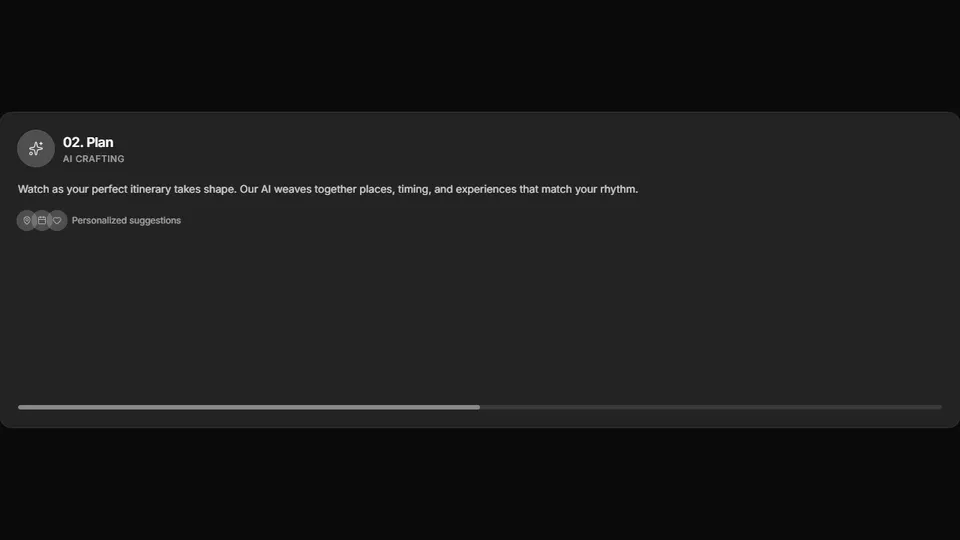 02. Plan
AI CRAFTING
Watch as your perfect itinerary takes shape. Our AI weaves together places, timing, and experiences that match your rhythm.
Personalized suggestions